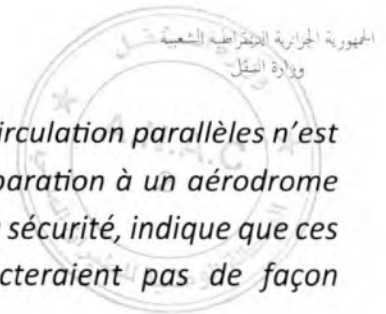 الجمهورية الجزائرية الديمقراطية الشعبية
وزارة النقل
A.N.A.C
irculation parallèles n'est
paration à un aérodrome
sécurité, indique que ces
cteraient pas de façon